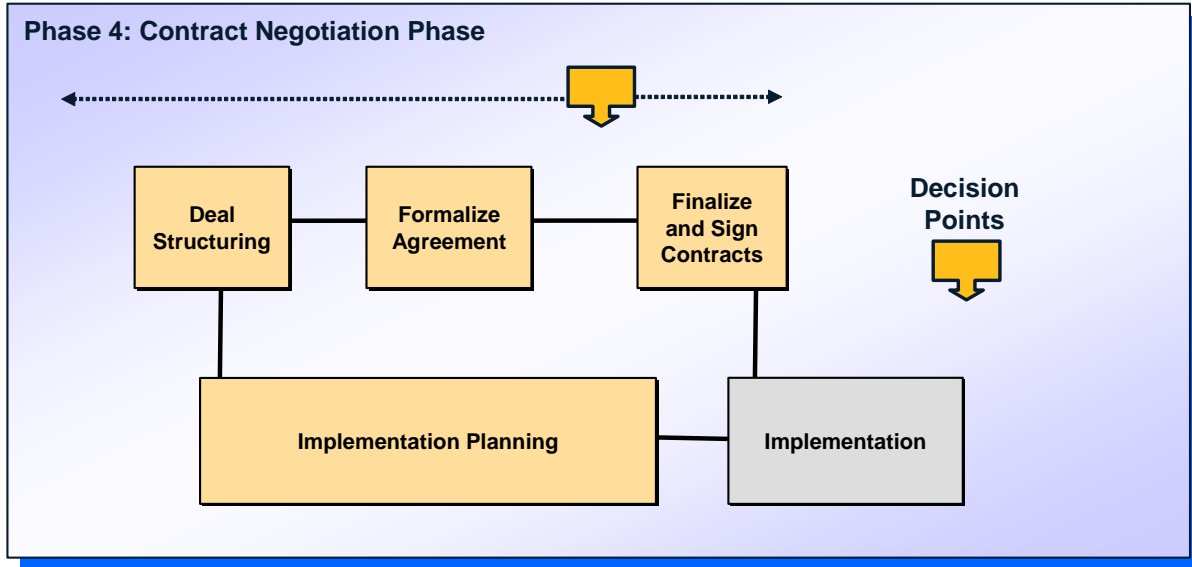 Phase 4: Contract Negotiation Phase
Deal
Structuring
Formalize
Agreement
Finalize
and Sign
Contracts
Decision
Points
Implementation Planning
Implementation